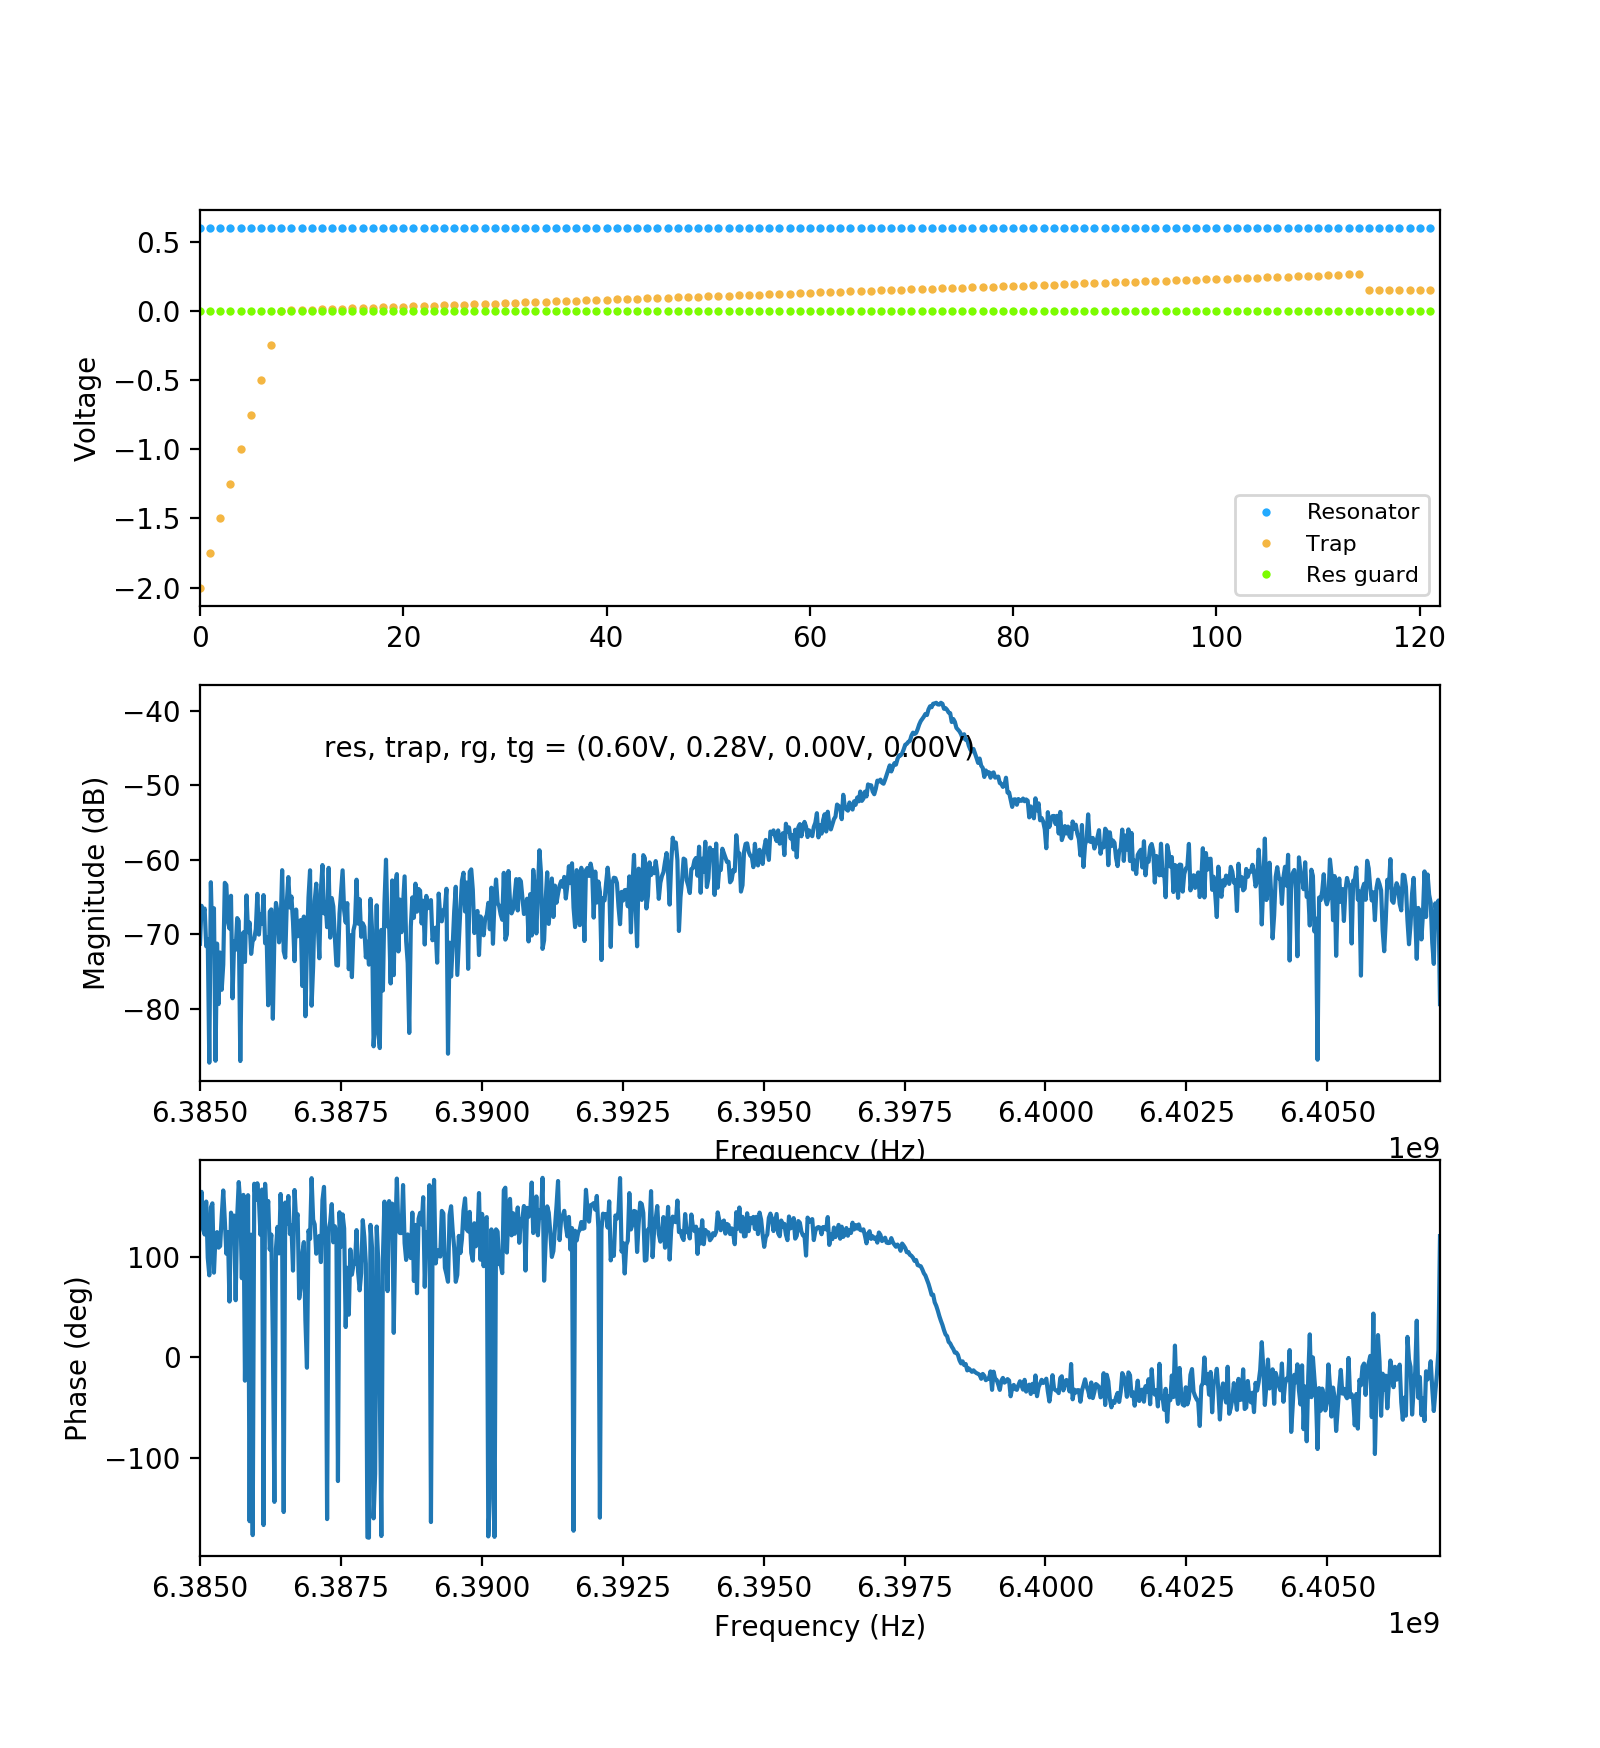 0.5
0.0
−0.5
−1.0
−1.5
−2.0
Voltage
Resonator
Trap
Res guard
0 20 40 60 80 100 120
−40
−50
−60
−70
−80
Magnitude (dB)
res, trap, rg, tg = (0.60V, 0.28V, 0.00V, 0.00V)
6.3850 6.3875 6.3900 6.3925 6.3950 6.3975 6.4000 6.4025 6.4050
Frequency (Hz)
1e9
100
0
−100
Phase (deg)
6.3850 6.3875 6.3900 6.3925 6.3950 6.3975 6.4000 6.4025 6.4050
Frequency (Hz)
1e9